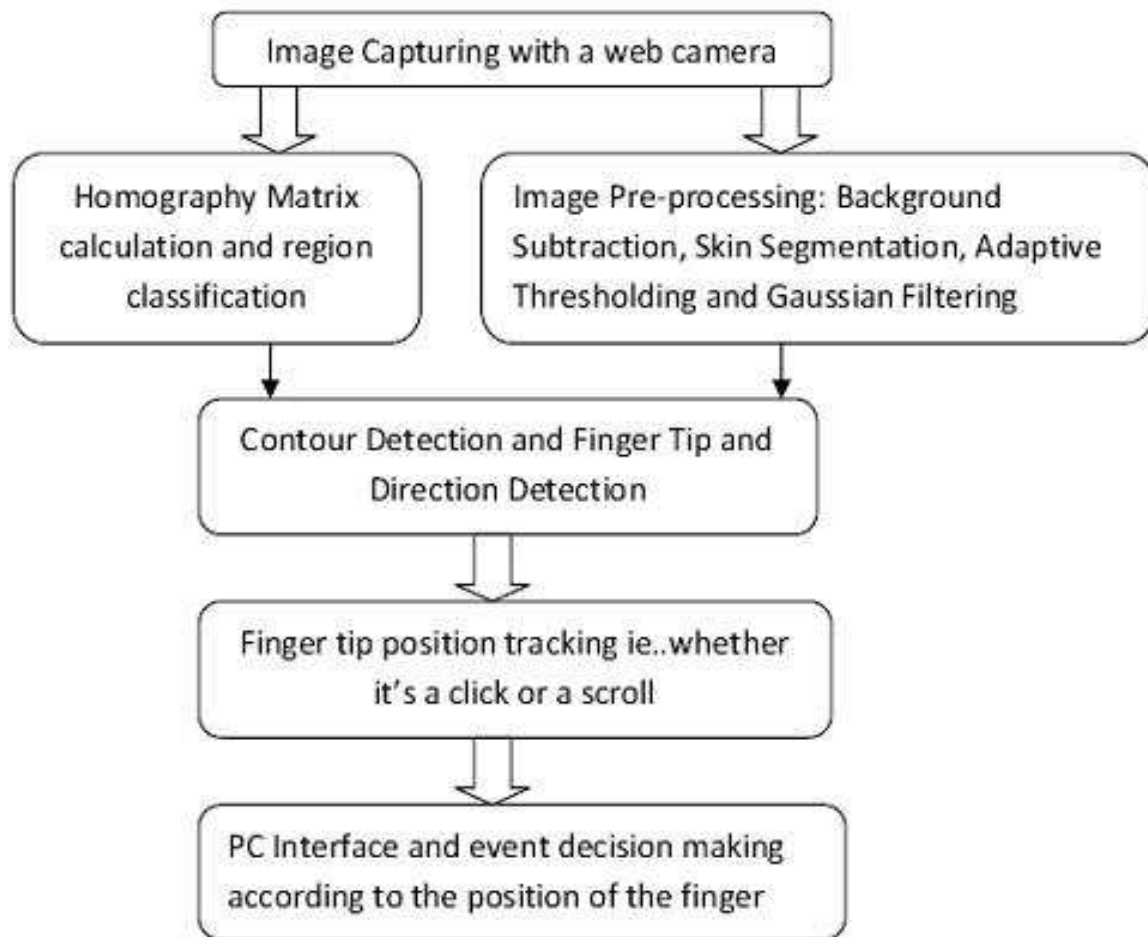 Image Capturing with a web camera
Homography Matrix
calculation and region
classification
Image Pre-processing: Background
Subtraction, Skin Segmentation, Adaptive
Thresholding and Gaussian Filtering
Contour Detection and Finger Tip and
Direction Detection
Finger tip position tracking ie..whether
it's a click or a scroll
PC Interface and event decision making
according to the position of the finger